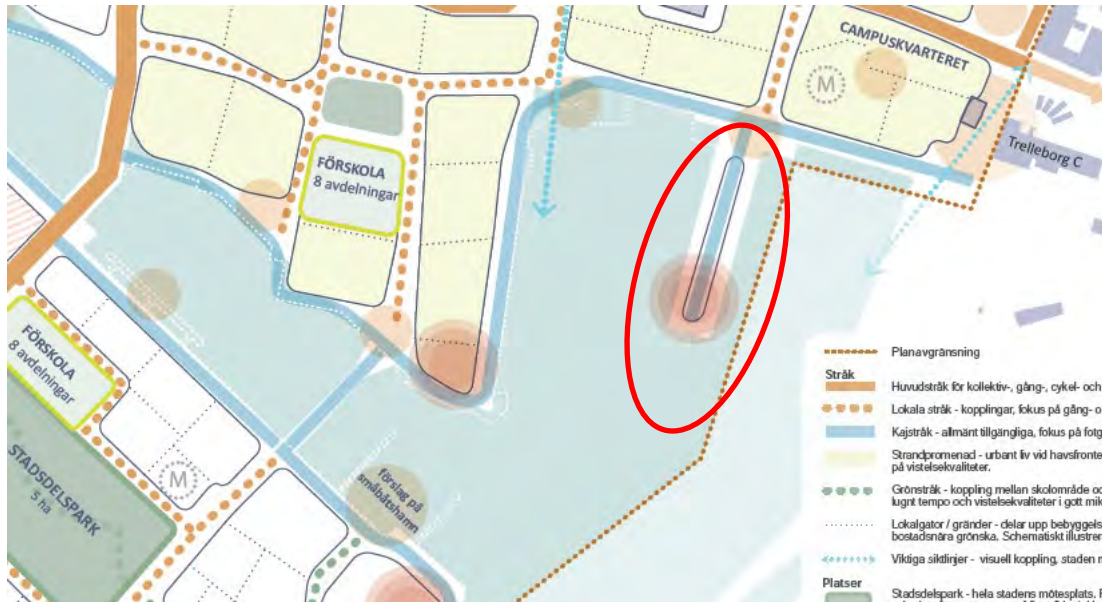 CAMPUSKVARTERET
M
Trelleborg C
FÖRSKOLA
8 avdelningar
FÖRSKOLA
8 avdelningar
STADSDELSPARK
5 ha
M
förslag på
småbåtshamn
Planavgränsning
Stråk
Huvudstråk för kollektiv-, gång-, cykel- och
Lokala stråk - kopplingar, fokus på gång- o
Kajstråk - allmänt tillgängliga, fokus på fotg
Strandpromenad - urbant liv vid havsfronte
på vistelsekvaliteter.
Grönstråk - koppling mellan skolområde oc
lugnt tempo och vistelsekvaliteter i gott mik
Lokalgator / gränder - delar upp bebyggels
bostadsnära grönska. Schematiskt illustrer
Viktiga siktlinjer - visuell koppling, staden m
Platser
Stadsdelspark - hela stadens mötesplats,